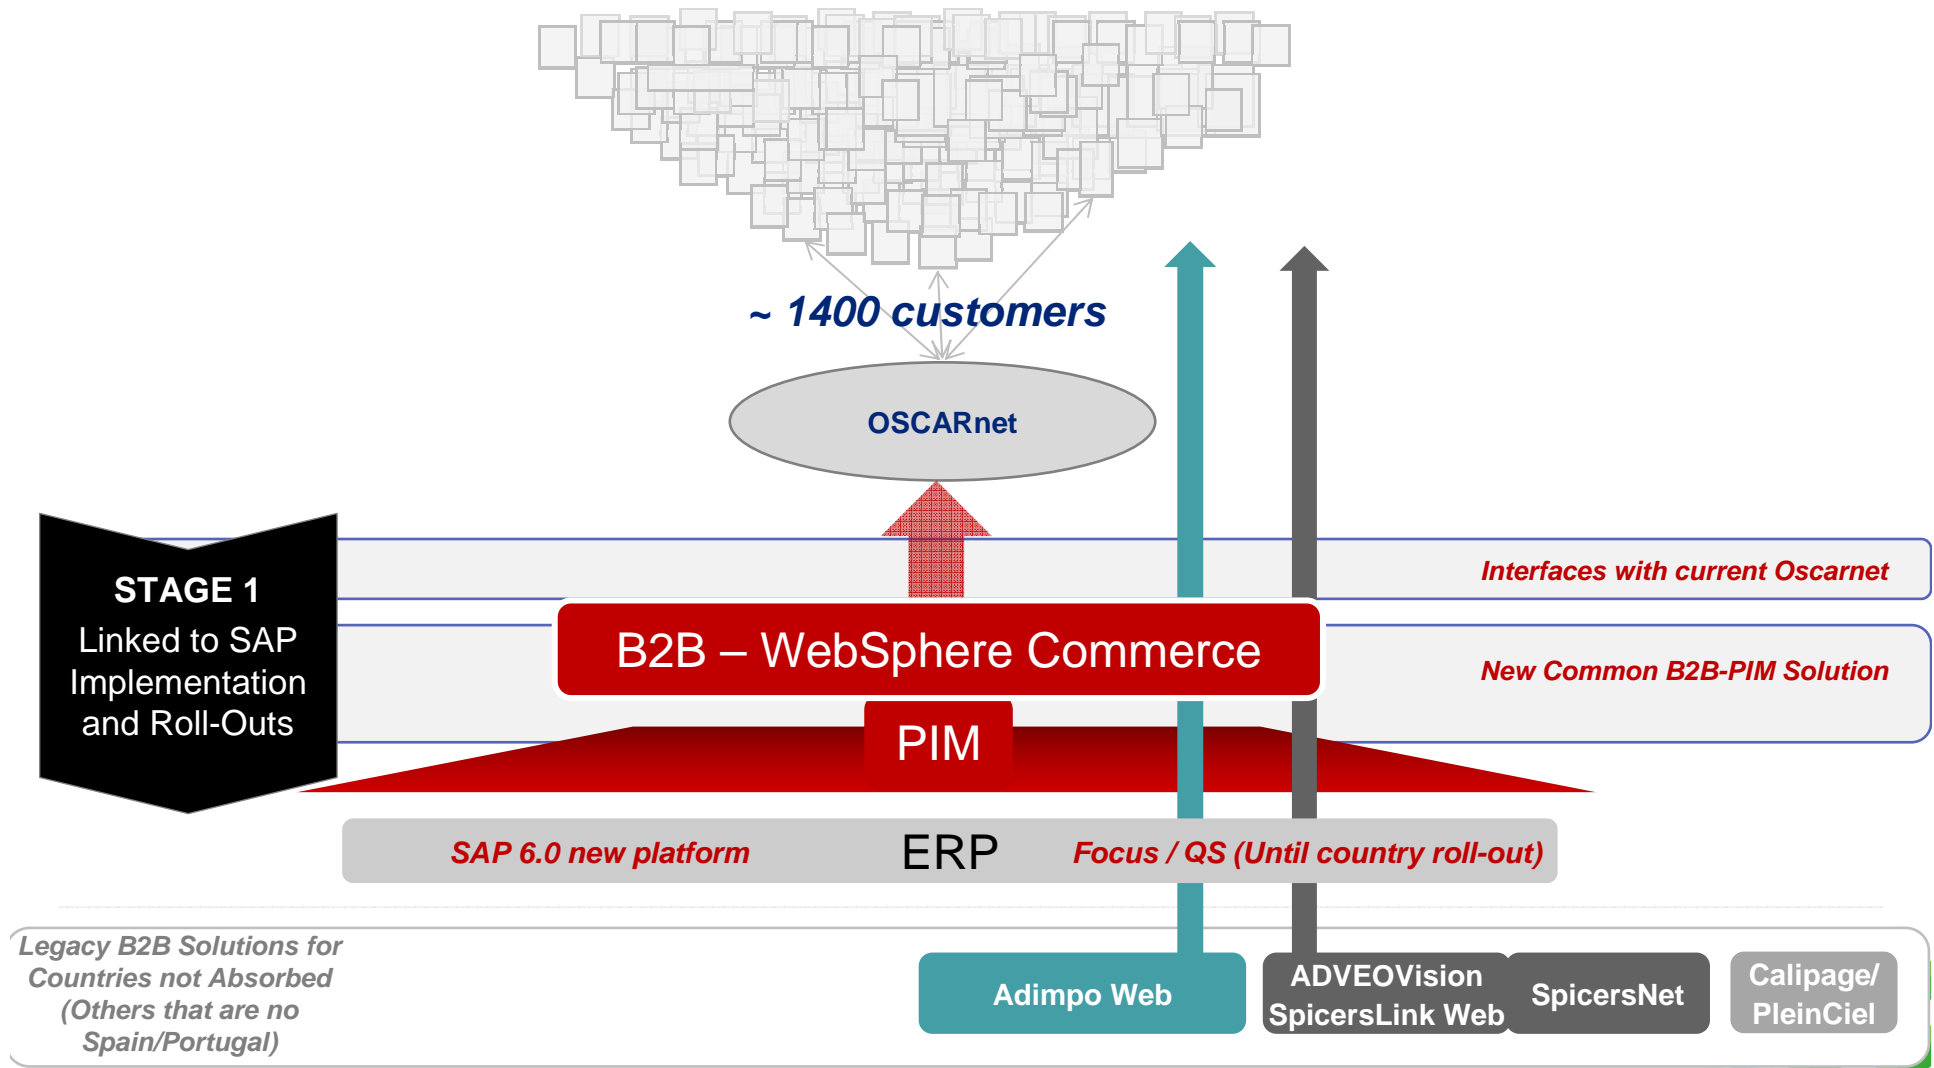 ~ 1400 customers
OSCARnet
STAGE 1
Linked to SAP
Implementation
and Roll-Outs
Interfaces with current Oscarnet
B2B – WebSphere Commerce
New Common B2B-PIM Solution
PIM
SAP 6.0 new platform
ERP
Focus / QS (Until country roll-out)
Legacy B2B Solutions for
Countries not Absorbed
(Others that are no
Spain/Portugal)
Adimpo Web
ADVEOVision
SpicersLink Web
SpicersNet
Calipage/
PleinCiel